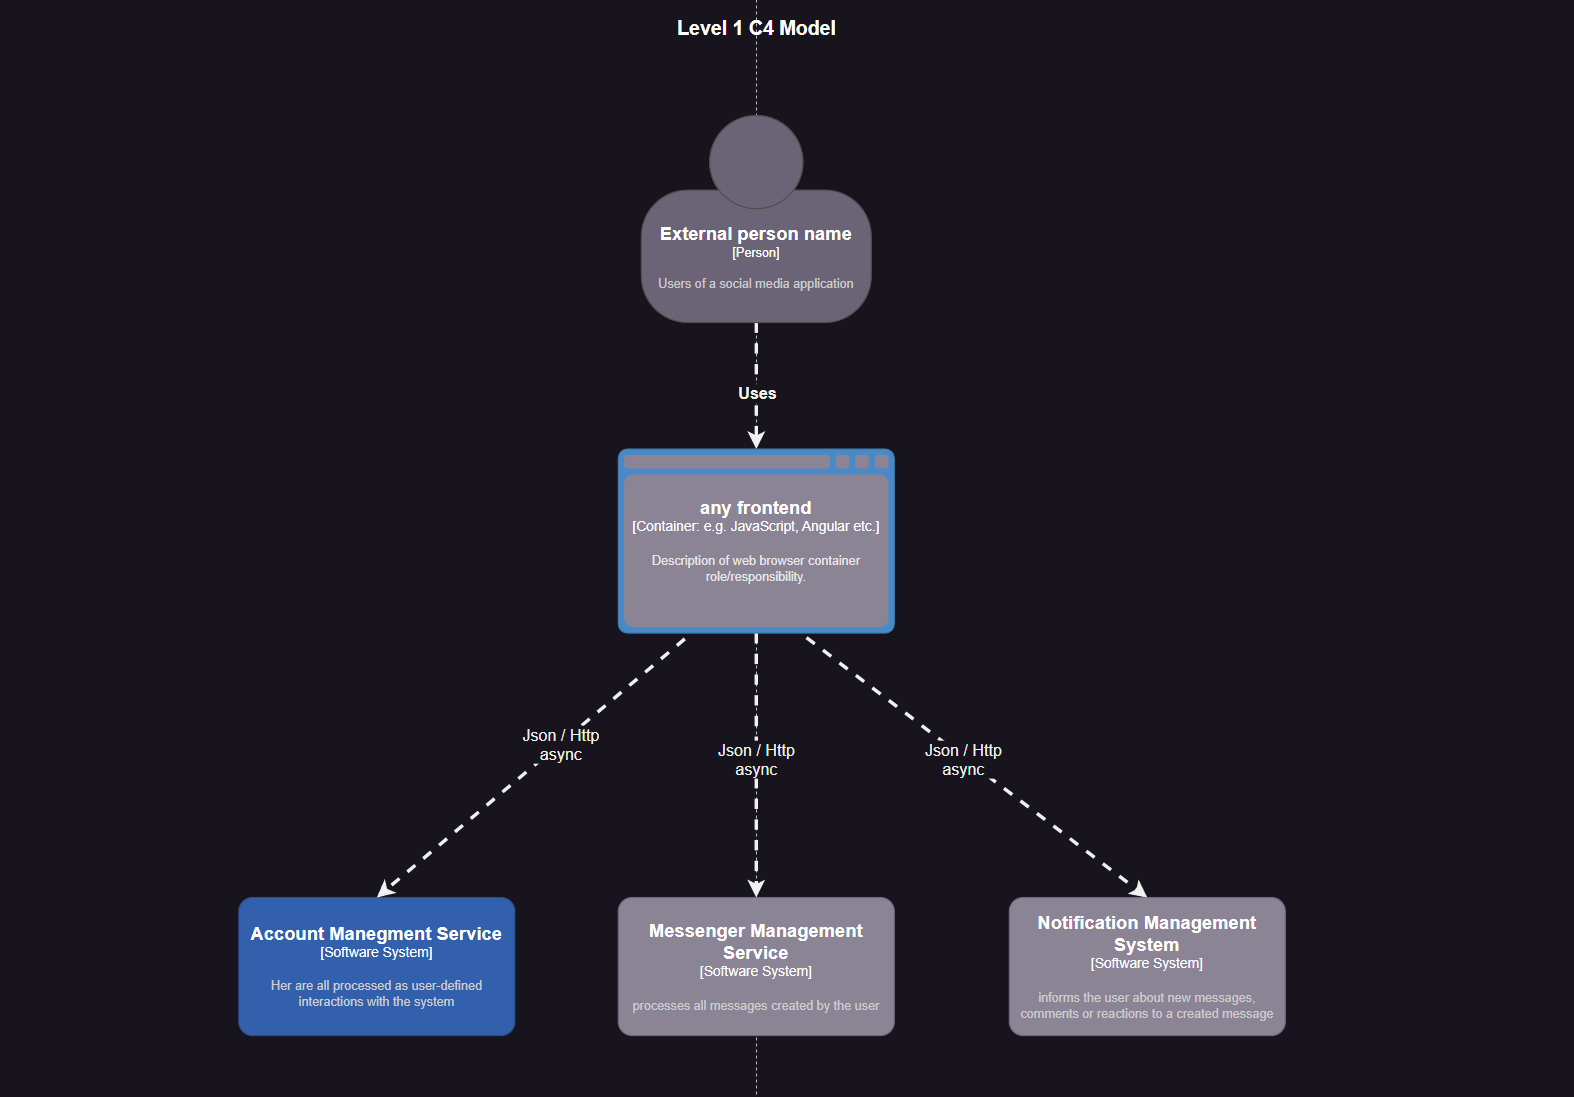 Level 1 C4 Model
External person name
[Person]
Users of a social media application
Uses
any frontend
[Container: e.g. JavaScript, Angular etc.]
Description of web browser container
role/responsibility.
Json / Http
async
Json / Http
async
Json / Http
async
Account Manegment Service
[Software System]
Her are all processed as user-defined
interactions with the system
Messenger Management
Service
[Software System]
processes all messages created by the user
Notification Management
System
[Software System]
informs the user about new messages,
comments or reactions to a created message